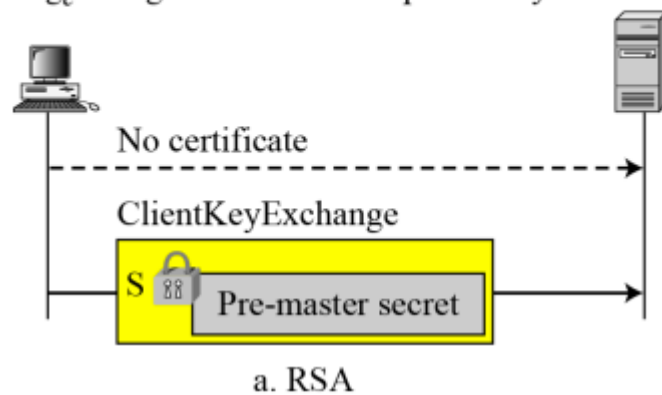 No certificate
ClientKeyExchange
S
Pre-master secret
a. RSA